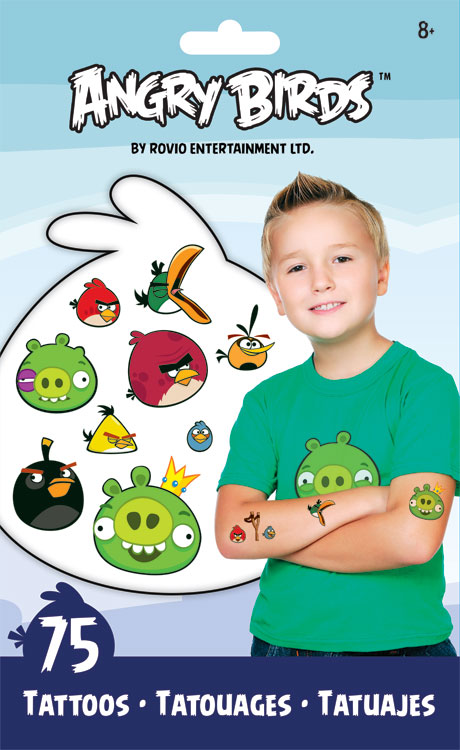 8+
ANGRY BIRDS™
BY ROVIO ENTERTAINMENT LTD.
75
TATTOOS • TATOUAGES • TATUAJES